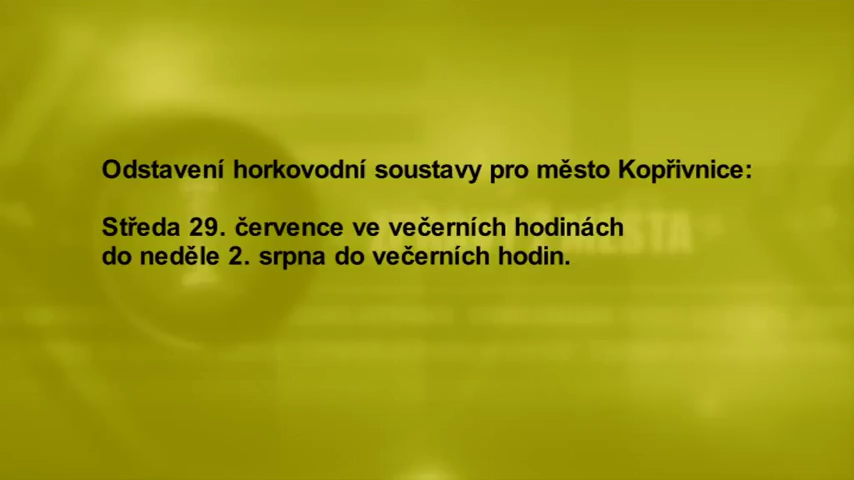 Odstavení horkovodní soustavy pro město Kopřivnice:
Středa 29. července ve večerních hodinách
do neděle 2. srpna do večerních hodin.